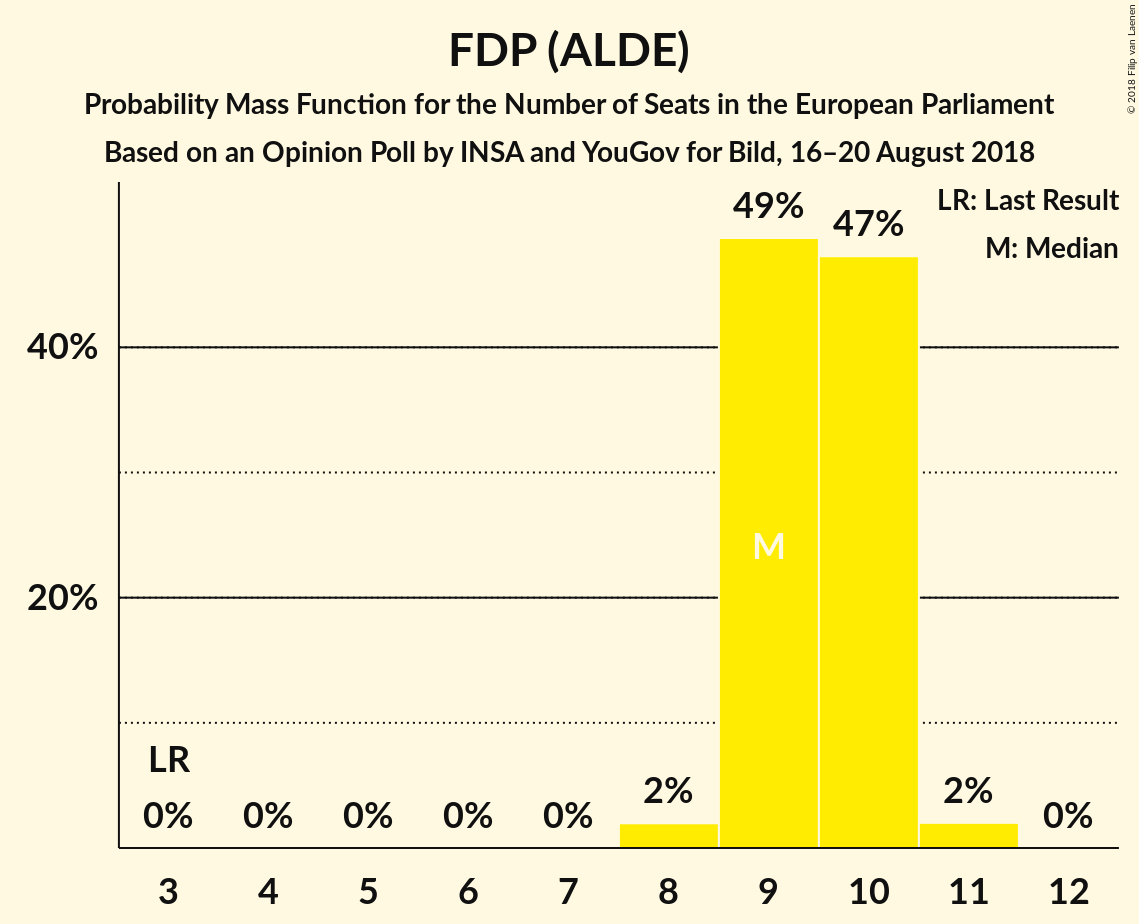 FDP (ALDE)
Probability Mass Function for the Number of Seats in the European Parliament
Based on an Opinion Poll by INSA and YouGov for Bild, 16–20 August 2018
© 2018 Filip van Laenen
LR: Last Result
M: Median
49%
47%
40%
M
20%
LR
0%
0%
0%
0%
0%
2%
2%
0%
3
4
5
6
7
8
9
10
11
12